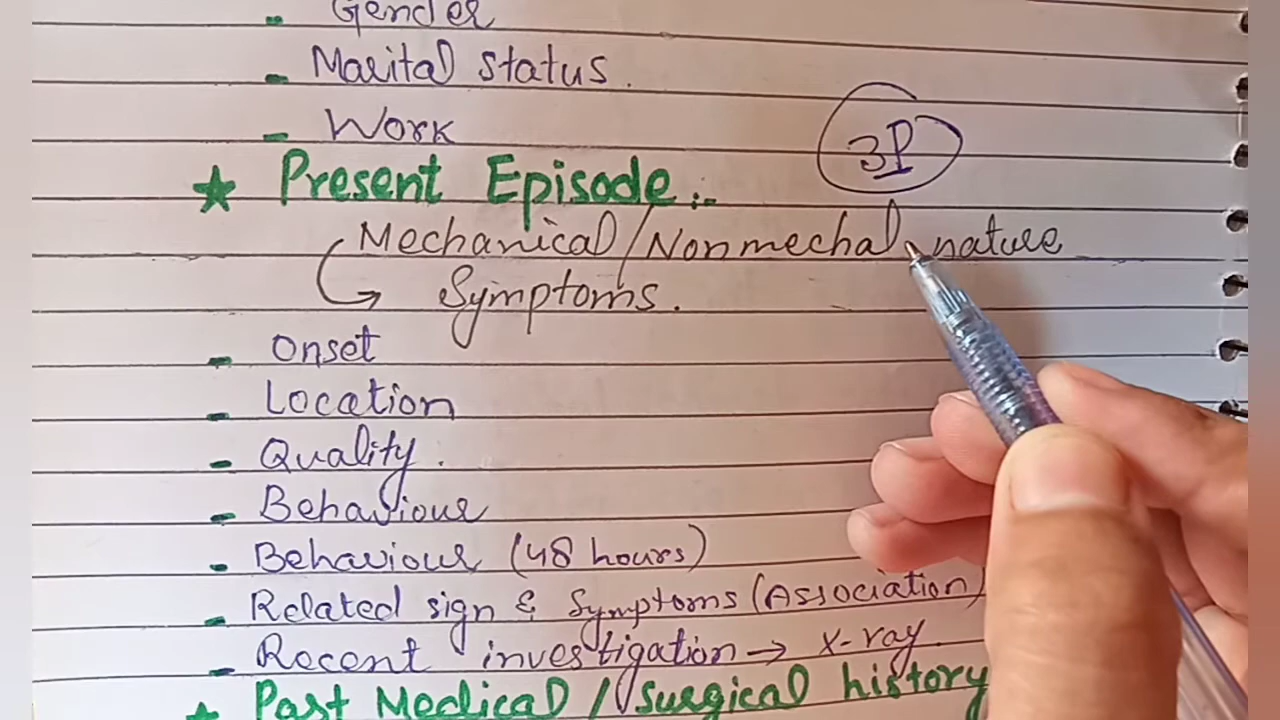 - Gender
- Marital status.
- Work
3P
★ Present Episode:-
Mechanical/Nonmechal nature
Symptoms.
- Onset
- Location
- Quality.
- Behaviour
- Behaviour (48 hours)
- Related sign & Symptoms (Association)
- Recent investigation → X-ray
★ Past Medical / Surgical history